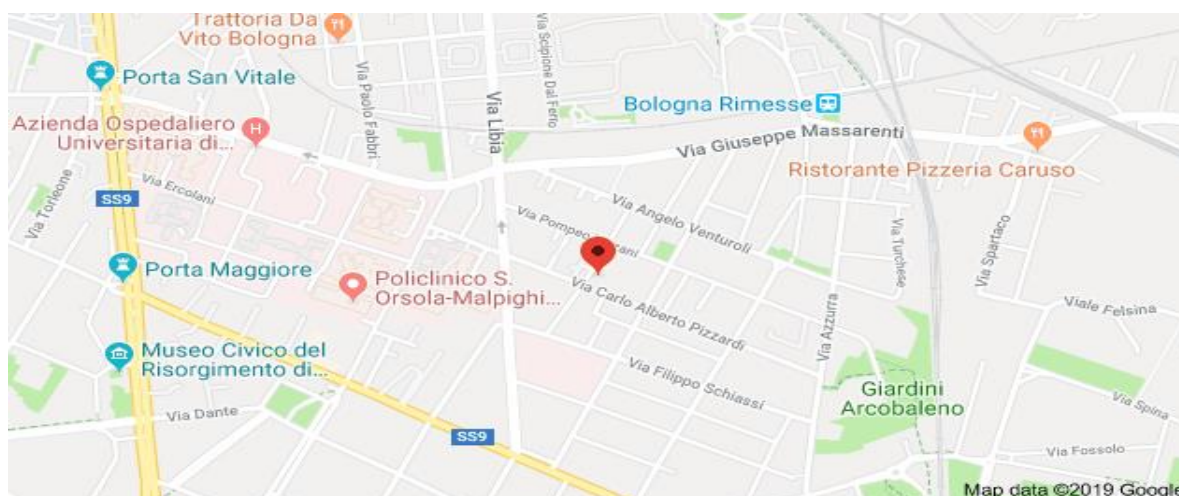 Trattoria Da
Vito Bologna
Via Paolo Fabbri
Via Scipione Dal Ferro
Via Libia
Porta San Vitale
Bologna Rimesse
Azienda Ospedaliero
Universitaria di...
H
Via Giuseppe Massarenti
Ristorante Pizzeria Caruso
Via Torleone
Via Ercolani
SS9
Via Angelo Venturoli
Via Pompeo
Via Turchese
Via Spartaco
Porta Maggiore
Policlinico S.
Orsola-Malpighi...
Via Carlo Alberto Pizzardi
Via Azzurra
Viale Felsina
Museo Civico del
Risorgimento di...
Via Filippo Schiassi
Giardini
Arcobaleno
Via Dante
Via Spina
SS9
Via Fossolo
Map data ©2019 Google